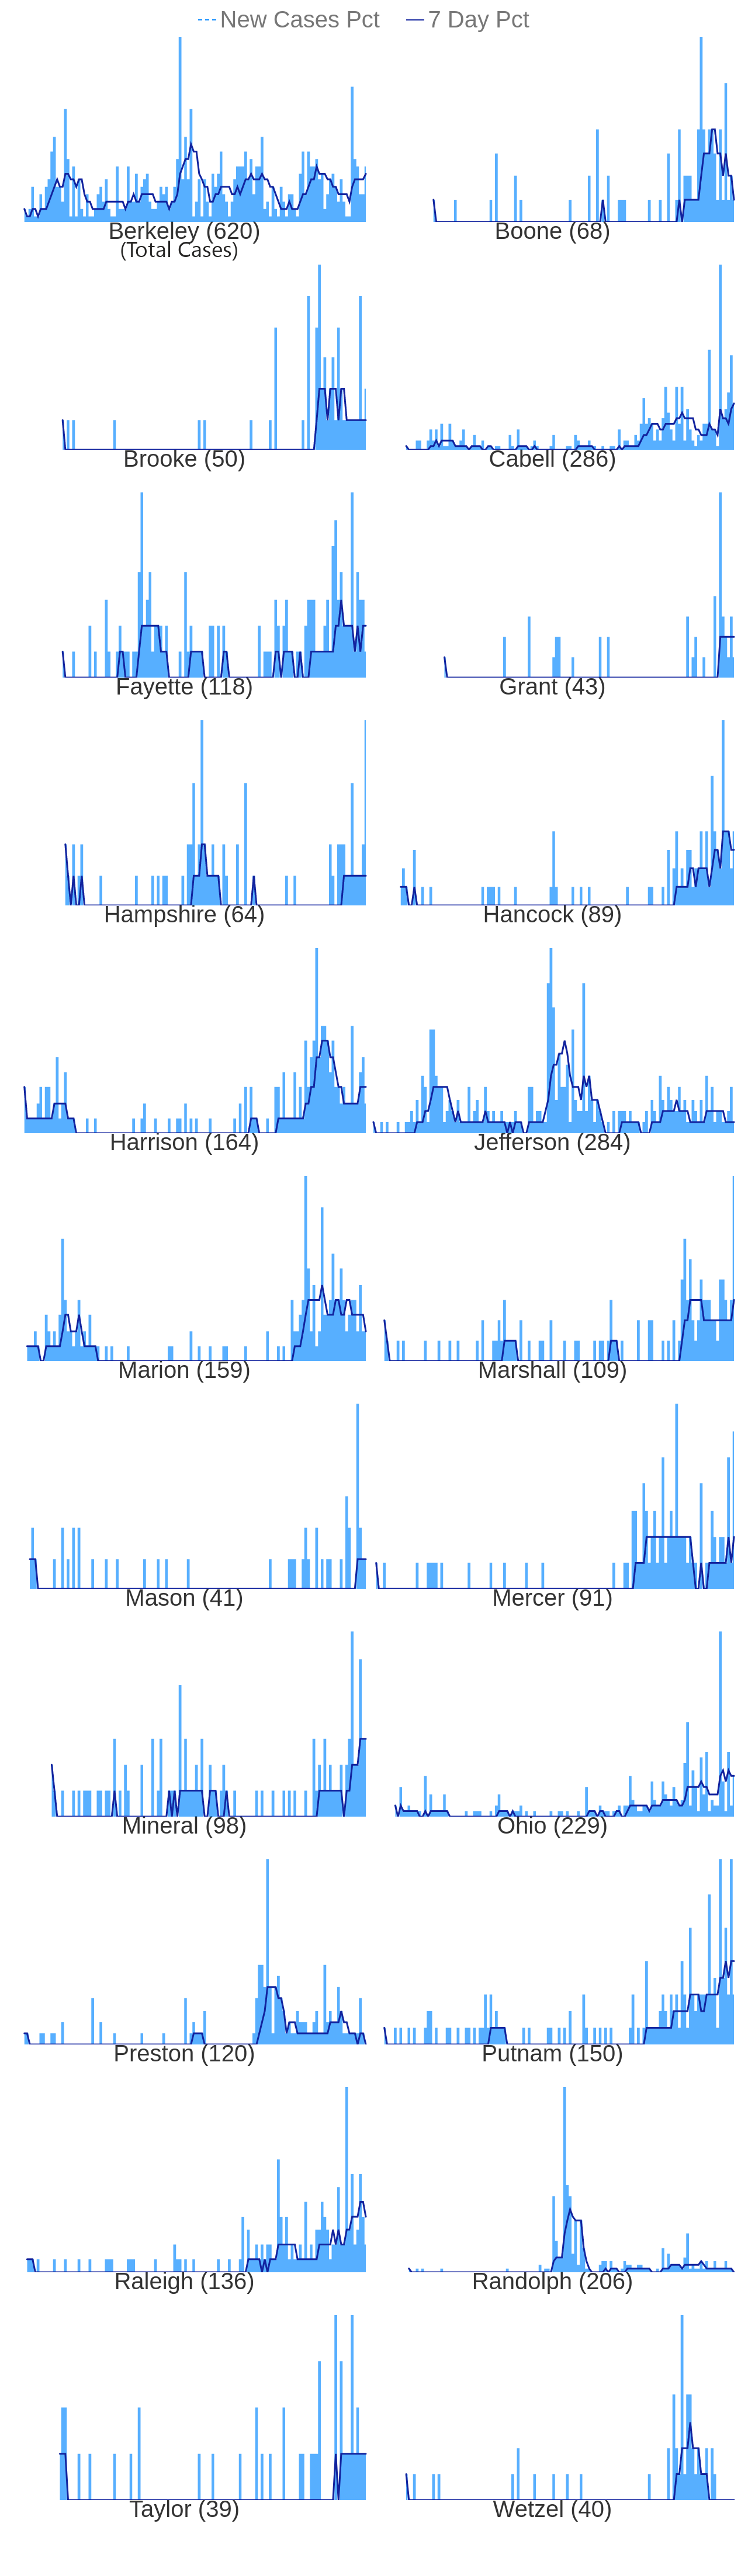 New Cases Pct 7 Day Pct
Berkeley (620) Boone (68)
(Total Cases)
Brooke (50) Cabell (286)
Fayette (118) Grant (43)
Hampshire (64) Hancock (89)
Harrison (164) Jefferson (284)
Marion (159) Marshall (109)
Mason (41) Mercer (91)
Mineral (98) Ohio (229)
Preston (120) Putnam (150)
Raleigh (136) Randolph (206)
Taylor (39) Wetzel (40)